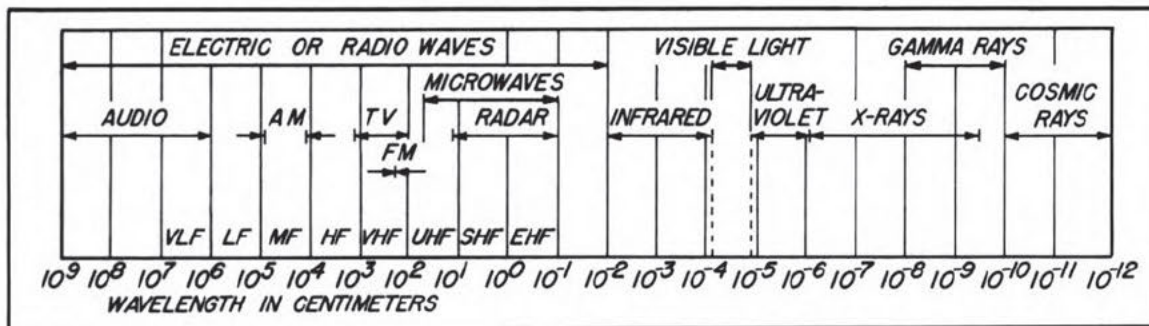 ELECTRIC OR RADIO WAVES
VISIBLE LIGHT
GAMMA RAYS
MICROWAVES
AUDIO
AM
TV
RADAR
INFRARED
ULTRA-
VIOLET
X-RAYS
COSMIC
RAYS
FM
VLF LF MF HF VHF UHF SHF EHF
10⁹ 10⁸ 10⁷ 10⁶ 10⁵ 10⁴ 10³ 10² 10¹ 10⁰ 10⁻¹ 10⁻² 10⁻³ 10⁻⁴ 10⁻⁵ 10⁻⁶ 10⁻⁷ 10⁻⁸ 10⁻⁹ 10⁻¹⁰ 10⁻¹¹ 10⁻¹²
WAVELENGTH IN CENTIMETERS